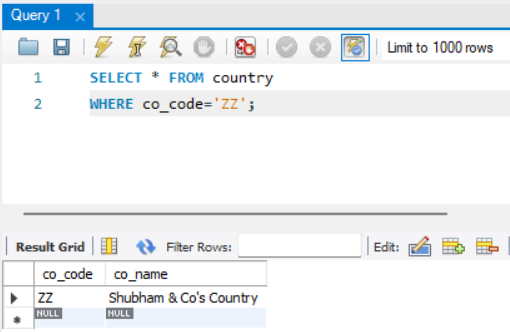 Query 1
Limit to 1000 rows
1 SELECT * FROM country
2 WHERE co_code='ZZ';
Result Grid Filter Rows: Edit:
co_code co_name
ZZ Shubham & Co's Country
NULL NULL